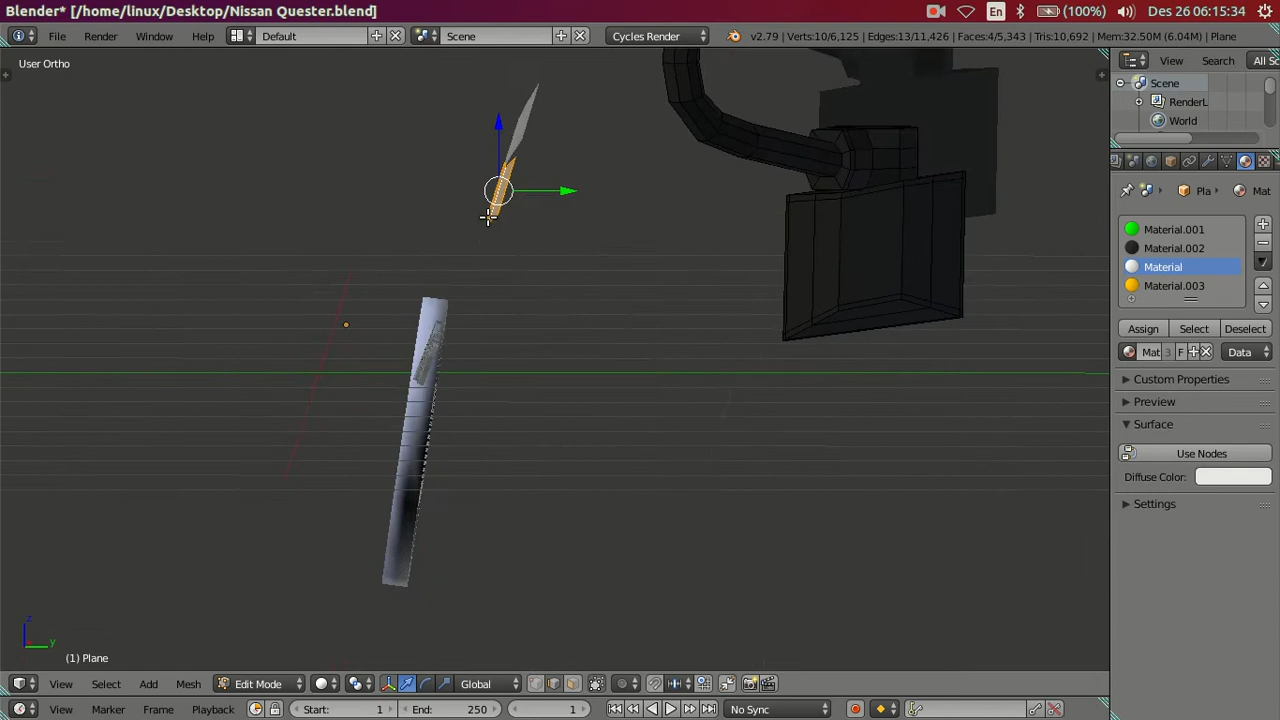 Blender* [/home/linux/Desktop/Nissan Quester.blend]
En
(100%)
Des 26 06:15:34
File
Render
Window
Help
Default
Scene
Cycles Render
v2.79 | Verts:10/6,125 | Edges:13/11,426 | Faces:4/5,343 | Tris:10,692 | Mem:32.50M (6.04M) | Plane
View
Search
All Sc
User Ortho
Scene
RenderL
World
Pla
Mat
Material.001
Material.002
Material
Material.003
Assign
Select
Deselect
Mat
3
F
Data
Custom Properties
Preview
Surface
Use Nodes
Diffuse Color:
Settings
z
y
(1) Plane
View
Select
Add
Mesh
Edit Mode
Global
View
Marker
Frame
Playback
Start:
1
End:
250
1
No Sync